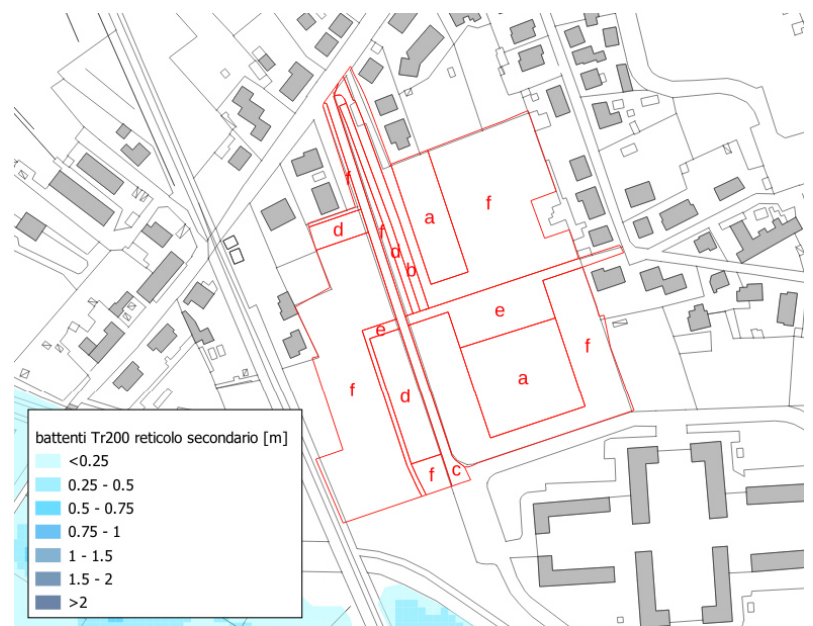 f
f
a
f
d
f
d
b
e
e
f
f
d
a
f
c
battenti Tr200 reticolo secondario [m]
<0.25
0.25 - 0.5
0.5 - 0.75
0.75 - 1
1 - 1.5
1.5 - 2
>2